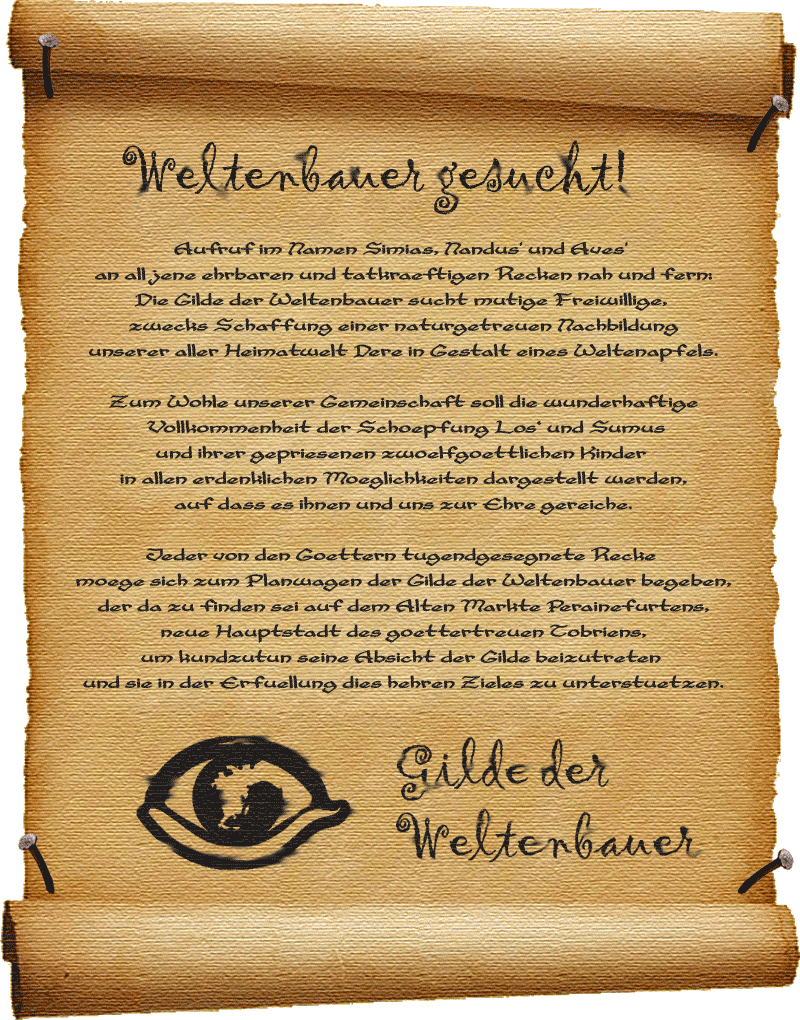 Weltenbauer gesucht!
Aufruf im Namen Simias, Nandus' und Aves'
an all jene ehrbaren und tatkraeftigen Recken nah und fern:
Die Gilde der Weltenbauer sucht mutige Freiwillige,
zwecks Schaffung einer naturgetreuen Nachbildung
unserer aller Heimatwelt Dere in Gestalt eines Weltenapfels.
Zum Wohle unserer Gemeinschaft soll die wunderhaftige
Vollkommenheit der Schoepfung Los' und Sumus
und ihrer gepriesenen zwoelfgoettlichen Kinder
in allen erdenklichen Moeglichkeiten dargestellt werden,
auf dass es ihnen und uns zur Ehre gereiche.
Jeder von den Goettern tugendgesegnete Recke
moege sich zum Planwagen der Gilde der Weltenbauer begeben,
der da zu finden sei auf dem Alten Markte Perainefurtens,
neue Hauptstadt des goettertreuen Tobriens,
um kundzutun seine Absicht der Gilde beizutreten
und sie in der Erfuellung dies hehren Zieles zu unterstuetzen.
Gilde der
Weltenbauer